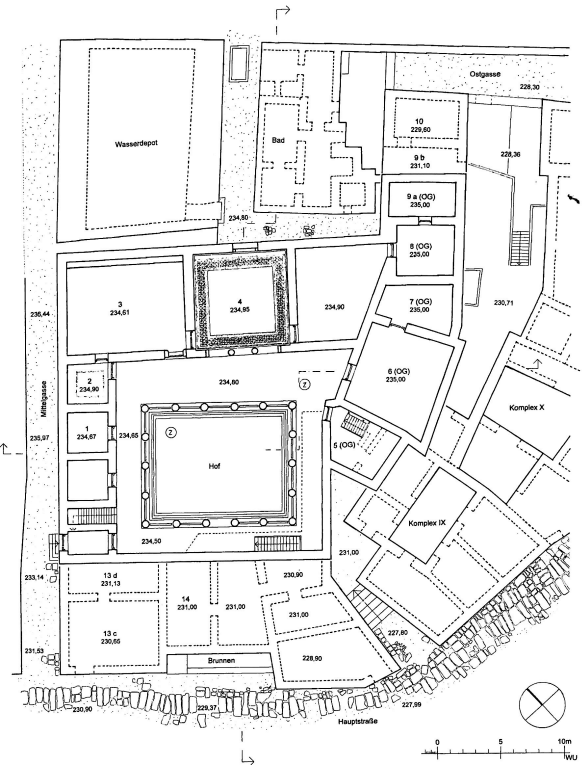 Ostgasse
228,30
10
229,60
Wasserdepot
Bad
228,36
9 b
231,10
9 a (OG)
235,00
234,80
8 (OG)
235,00
236,44
3
234,61
4
234,95
234,90
7 (OG)
235,00
230,71
Mittelgasse
2
234,90
234,80
Z
6 (OG)
235,00
Komplex X
1
234,67
234,65
Z
235,97
5 (OG)
Hof
Komplex IX
234,50
231,00
233,14
13 d
231,13
14
231,00
231,00
230,90
231,00
13 c
230,65
227,80
231,53
Brunnen
228,90
230,90
229,37
227,99
Hauptstraße
0
5
10m
WU